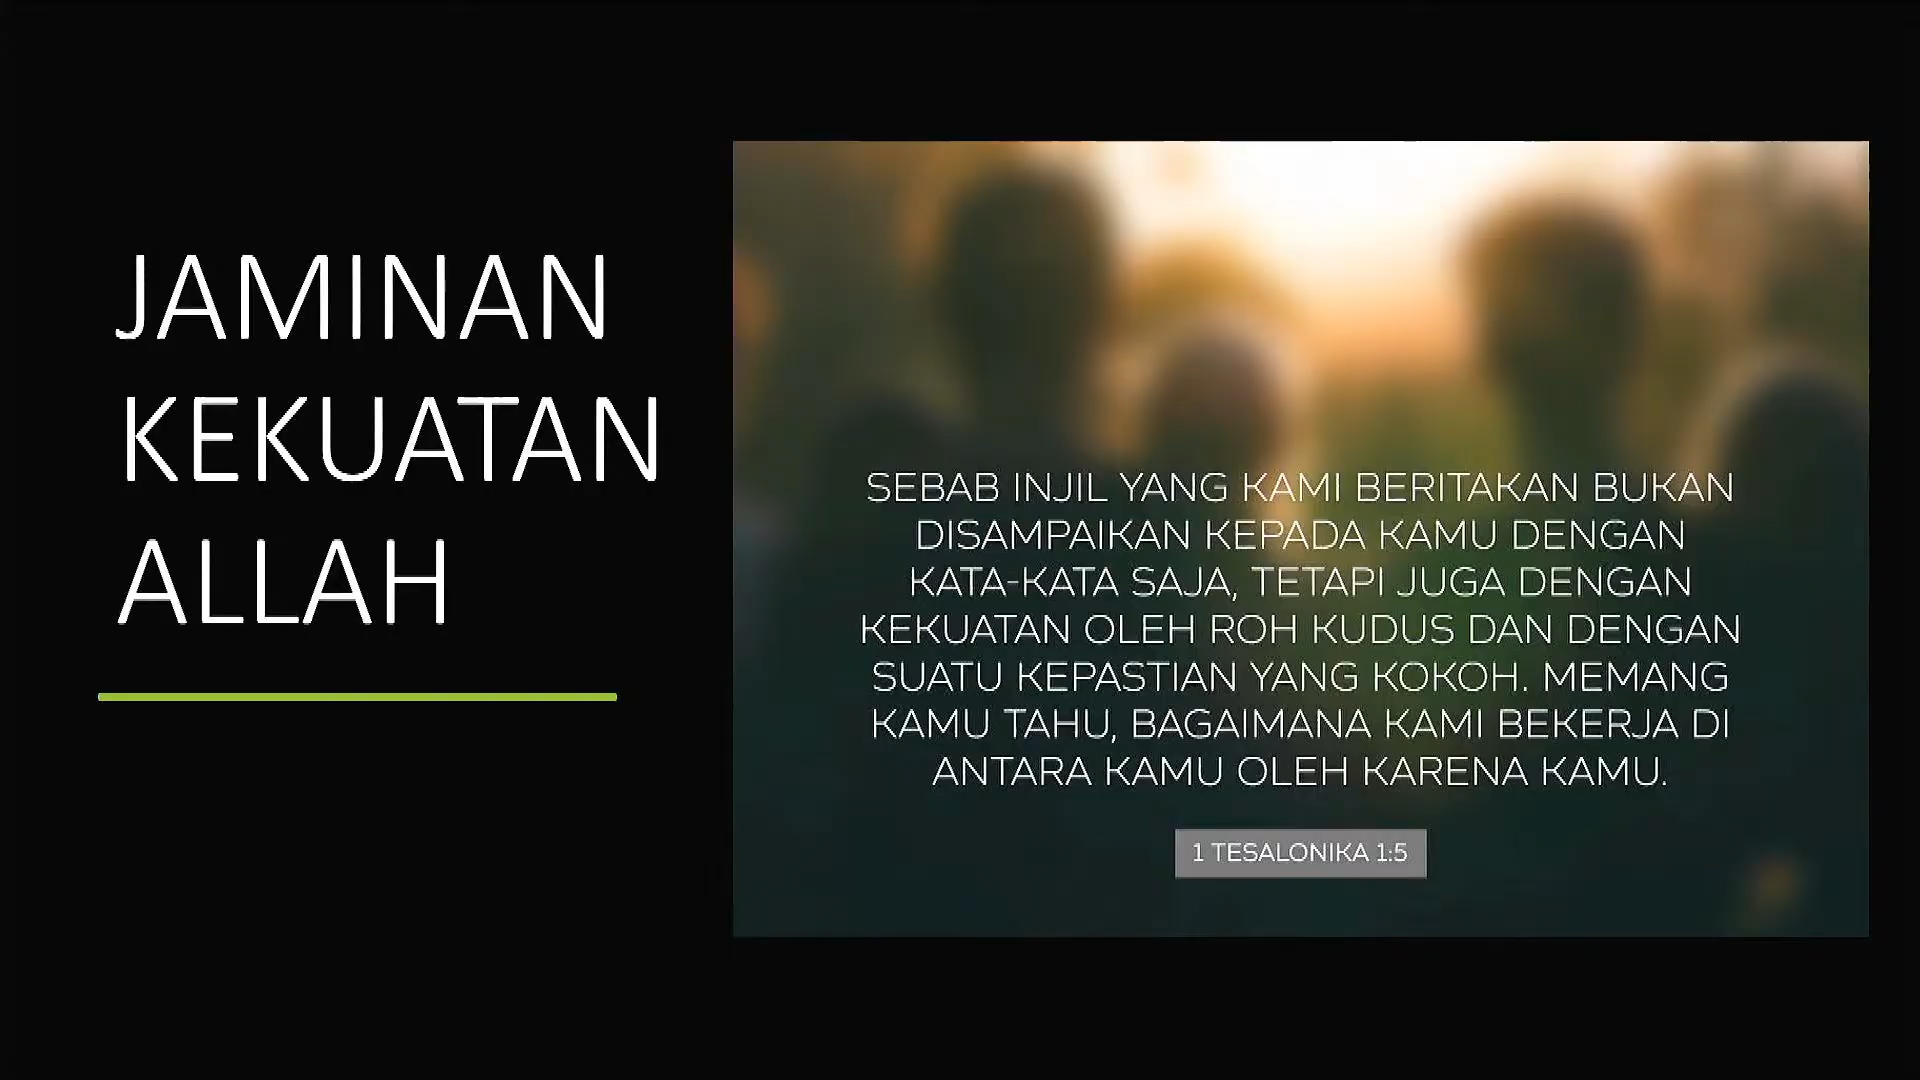 JAMINAN
KEKUATAN
ALLAH
SEBAB INJIL YANG KAMI BERITAKAN BUKAN
DISAMPAIKAN KEPADA KAMU DENGAN
KATA-KATA SAJA, TETAPI JUGA DENGAN
KEKUATAN OLEH ROH KUDUS DAN DENGAN
SUATU KEPASTIAN YANG KOKOH. MEMANG
KAMU TAHU, BAGAIMANA KAMI BEKERJA DI
ANTARA KAMU OLEH KARENA KAMU.
1 TESALONIKA 1:5